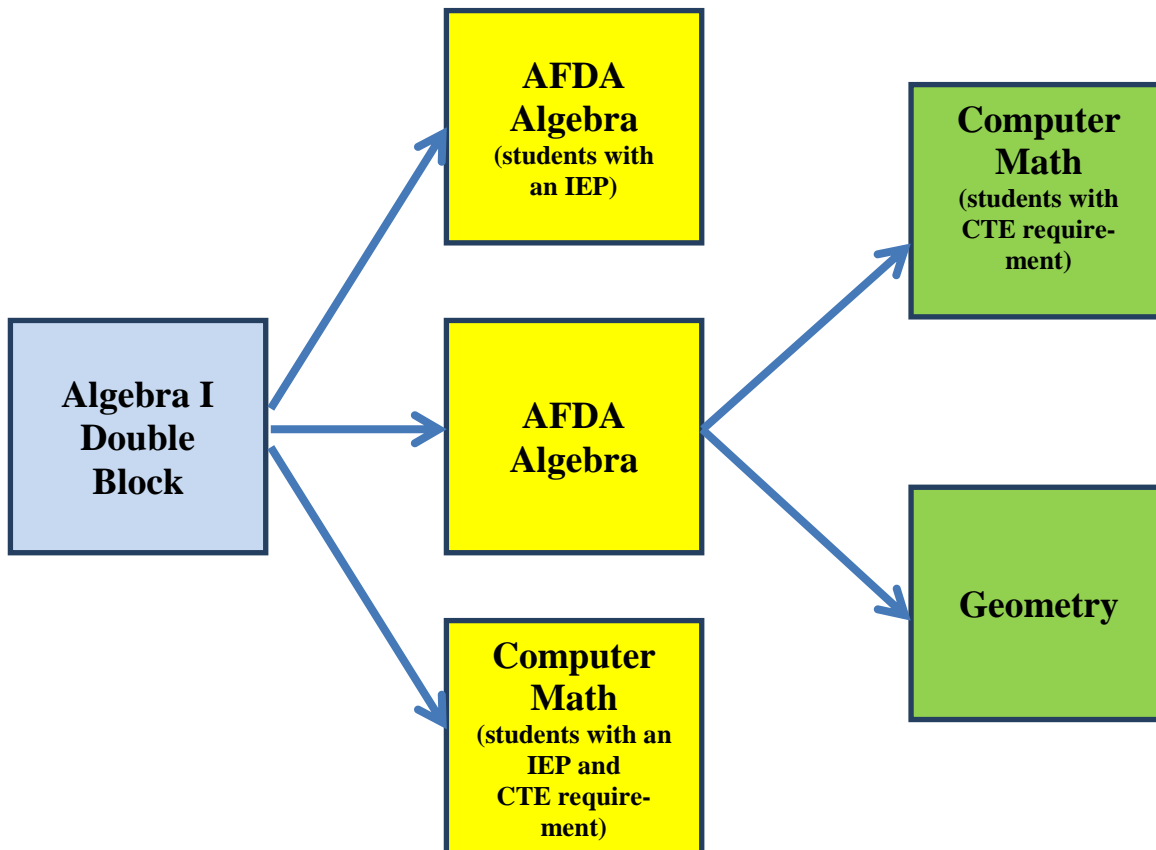 AFDA
Algebra
(students with
an IEP)
Computer
Math
(students with
CTE require-
ment)
Algebra I
Double
Block
AFDA
Algebra
Geometry
Computer
Math
(students with an
IEP and
CTE require-
ment)